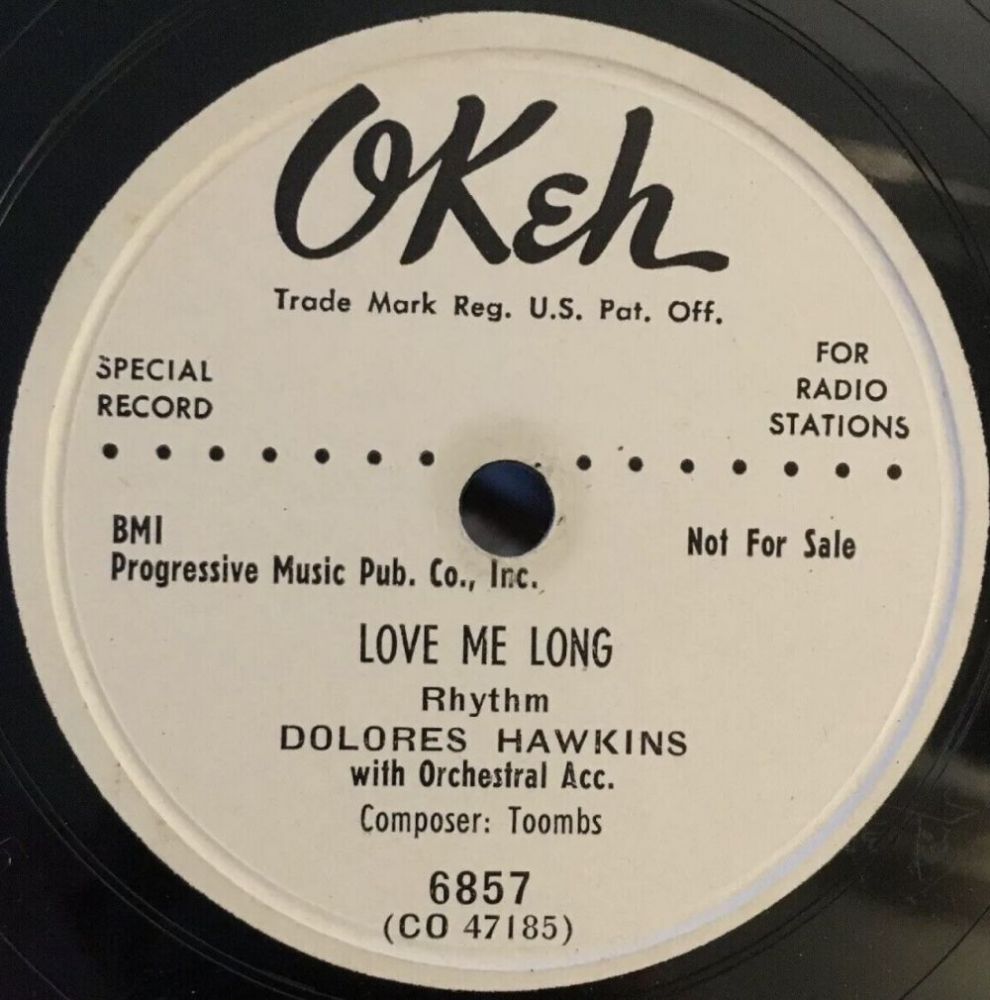 OKeh
Trade Mark Reg. U.S. Pat. Off.
SPECIAL
RECORD
FOR
RADIO
STATIONS
BMI
Progressive Music Pub. Co., Inc.
Not For Sale
LOVE ME LONG
Rhythm
DOLORES HAWKINS
with Orchestral Acc.
Composer: Toombs
6857
(CO 47185)